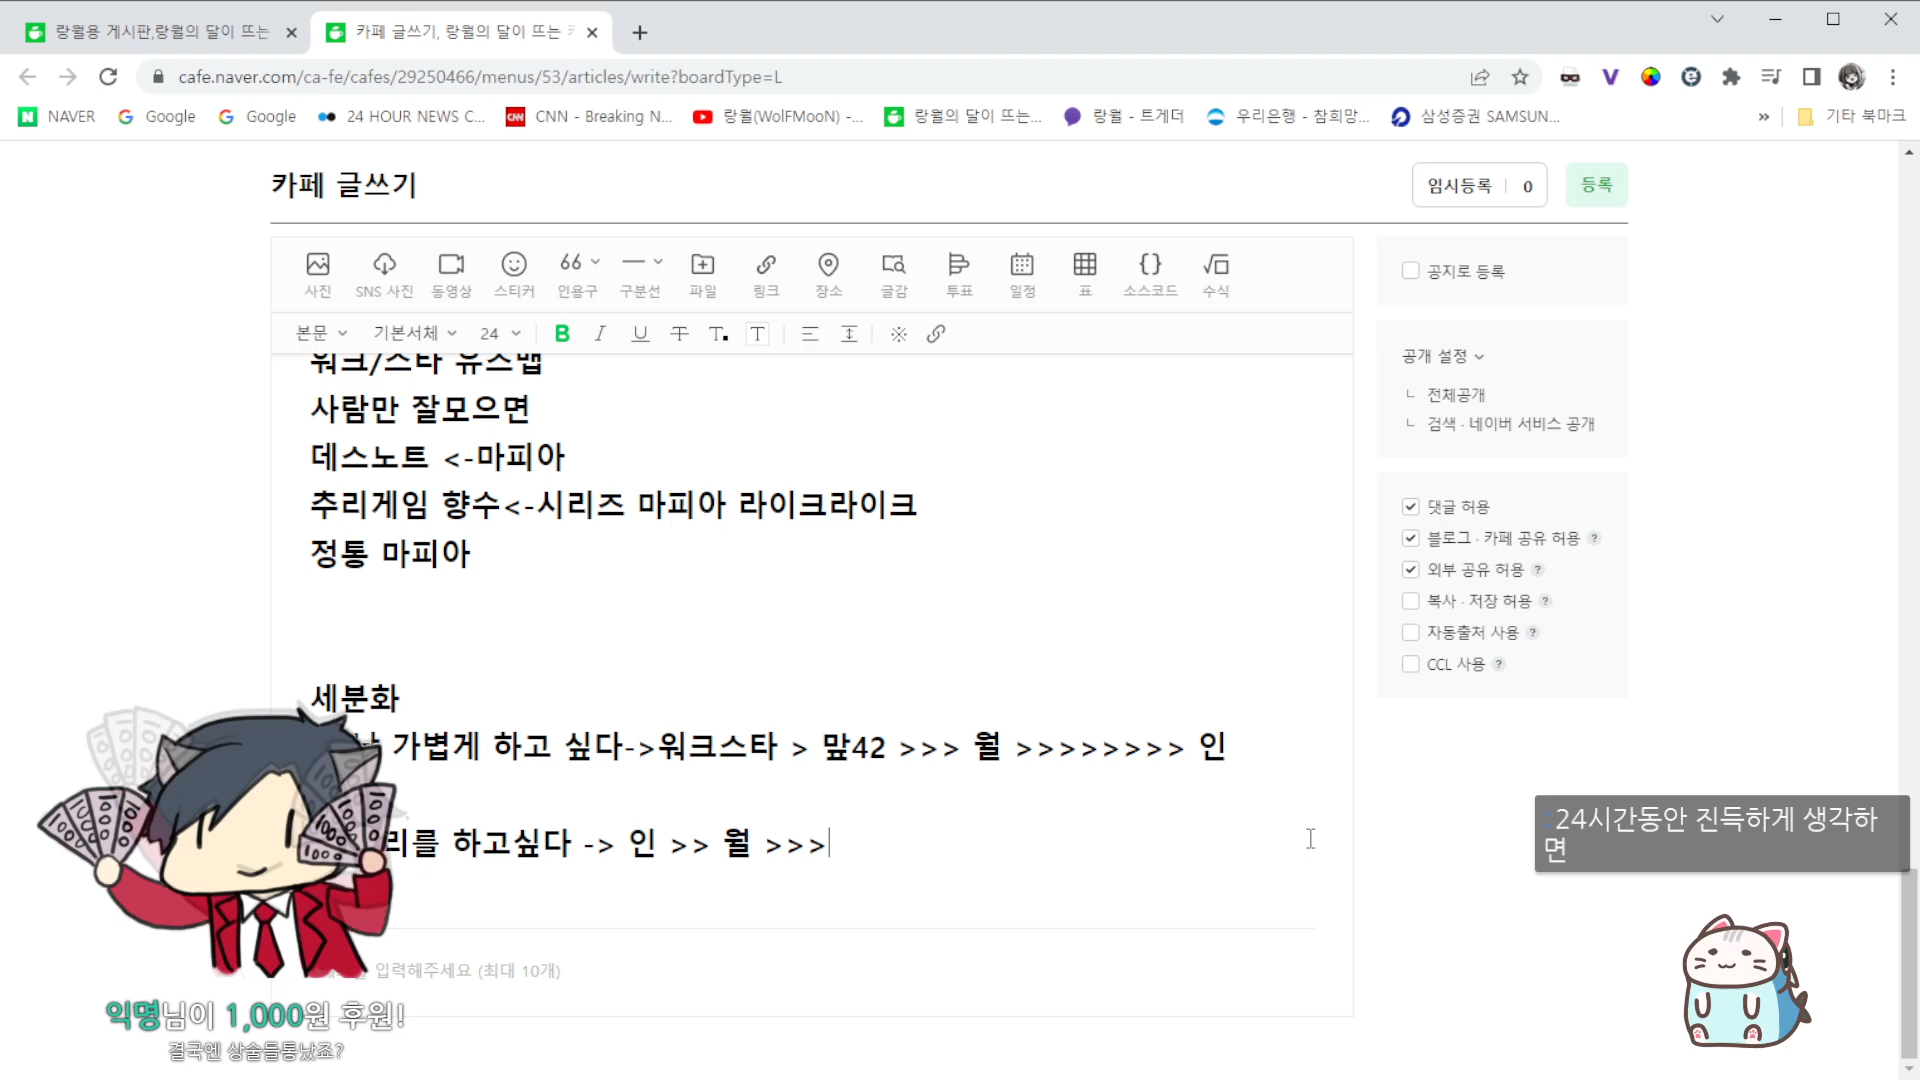 랑월용 게시판,랑월의 달이 뜨는
카페 글쓰기, 랑월의 달이 뜨는
cafe.naver.com/ca-fe/cafes/29250466/menus/53/articles/write?boardType=L
NAVER
Google
Google
24 HOUR NEWS C...
CNN - Breaking N...
랑월(WolFMooN) -...
랑월의 달이 뜨는...
랑월 - 트게더
우리은행 - 참희망...
삼성증권 SAMSUN...
»
기타 북마크
카페 글쓰기
임시등록 0
등록
사진
SNS 사진
동영상
스티커
인용구
구분선
파일
링크
장소
글감
투표
일정
표
소스코드
수식
본문
기본서체
24
워크/스타 유즈맵
사람만 잘모으면
데스노트 <-마피아
추리게임 향수<-시리즈 마피아 라이크라이크
정통 마피아
세분화
가볍게 하고 싶다->워크스타 > 맢42 >>> 월 >>>>>>>> 인
리를 하고싶다 -> 인 >> 월 >>>
입력해주세요 (최대 10개)
공지로 등록
공개 설정
전체공개
검색 · 네이버 서비스 공개
댓글 허용
블로그 · 카페 공유 허용 ?
외부 공유 허용 ?
복사 · 저장 허용 ?
자동출처 사용 ?
CCL 사용 ?
: 24시간동안 진득하게 생각하
면
익명님이 1,000원 후원!
결국엔 상술들통났죠?